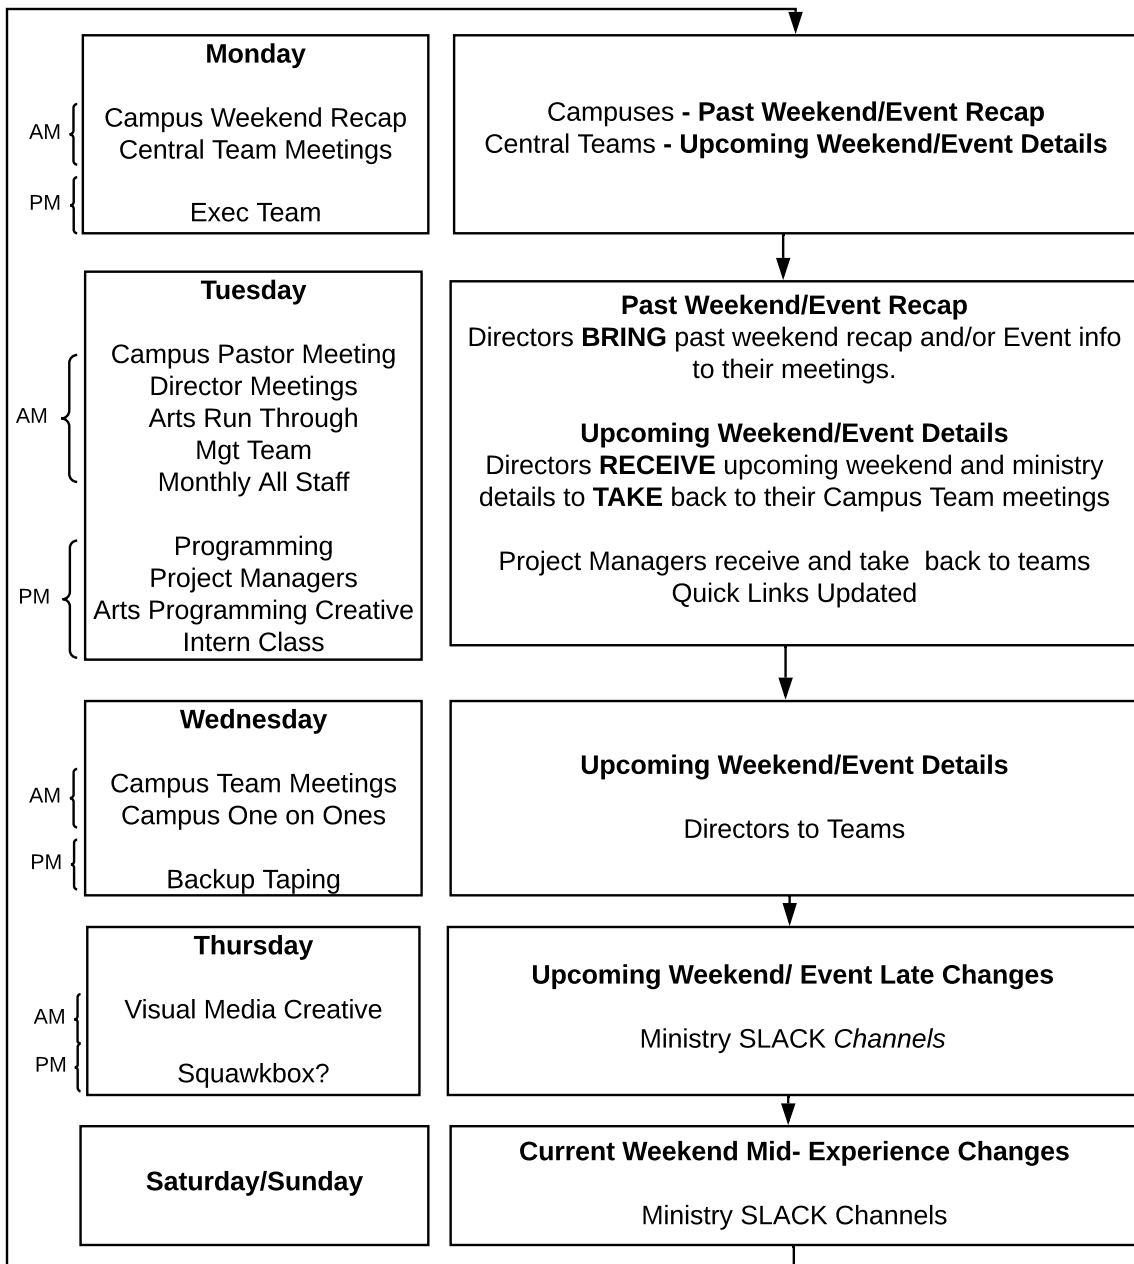 Monday
AM
Campus Weekend Recap
Central Team Meetings
PM
Exec Team
Campuses - Past Weekend/Event Recap
Central Teams - Upcoming Weekend/Event Details
Tuesday
AM
Campus Pastor Meeting
Director Meetings
Arts Run Through
Mgt Team
Monthly All Staff
PM
Programming
Project Managers
Arts Programming Creative
Intern Class
Past Weekend/Event Recap
Directors BRING past weekend recap and/or Event info
to their meetings.
Upcoming Weekend/Event Details
Directors RECEIVE upcoming weekend and ministry
details to TAKE back to their Campus Team meetings
Project Managers receive and take  back to teams
Quick Links Updated
Wednesday
AM
Campus Team Meetings
Campus One on Ones
PM
Backup Taping
Upcoming Weekend/Event Details
Directors to Teams
Thursday
AM
Visual Media Creative
PM
Squawkbox?
Upcoming Weekend/ Event Late Changes
Ministry SLACK Channels
Saturday/Sunday
Current Weekend Mid- Experience Changes
Ministry SLACK Channels